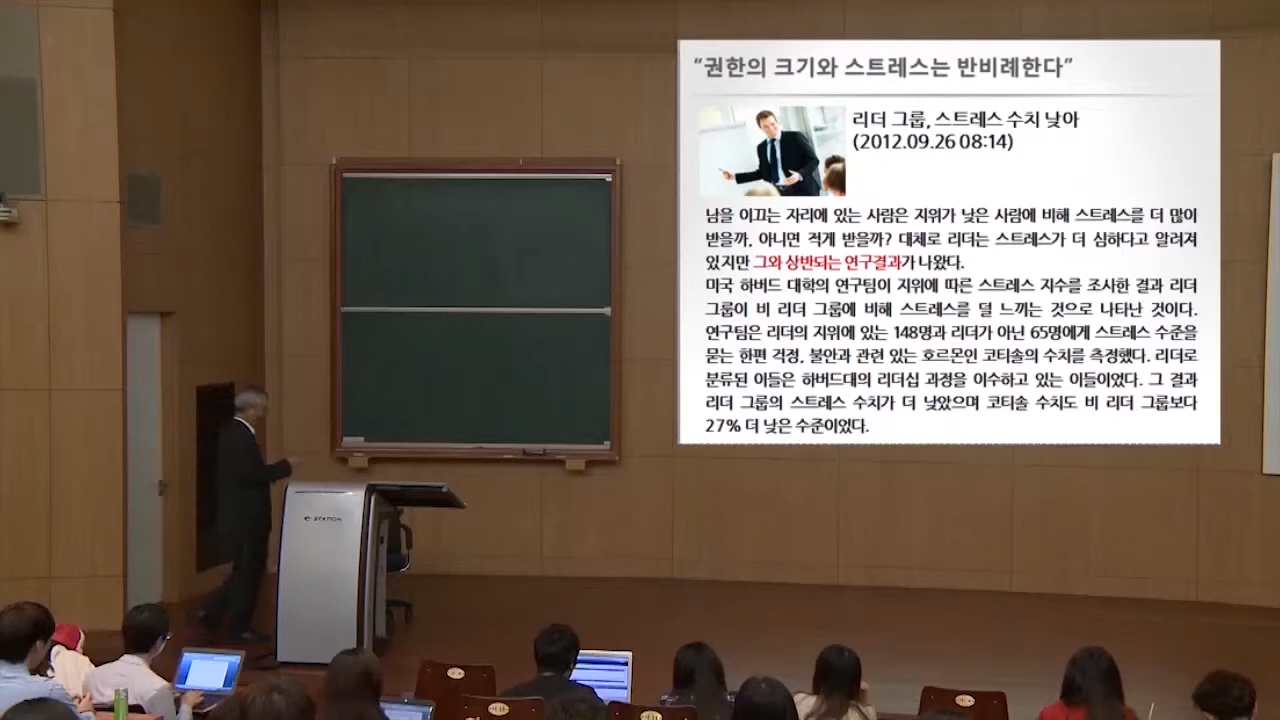 “권한의 크기와 스트레스는 반비례한다”
리더 그룹, 스트레스 수치 낮아
(2012.09.26 08:14)
남을 이끄는 자리에 있는 사람은 지위가 낮은 사람에 비해 스트레스를 더 많이
받을까, 아니면 적게 받을까? 대체로 리더는 스트레스가 더 심하다고 알려져
있지만 그와 상반되는 연구결과가 나왔다.
미국 하버드 대학의 연구팀이 지위에 따른 스트레스 지수를 조사한 결과 리더
그룹이 비 리더 그룹에 비해 스트레스를 덜 느끼는 것으로 나타난 것이다.
연구팀은 리더의 지위에 있는 148명과 리더가 아닌 65명에게 스트레스 수준을
묻는 한편 걱정, 불안과 관련 있는 호르몬인 코티솔의 수치를 측정했다. 리더로
분류된 이들은 하버드대의 리더십 과정을 이수하고 있는 이들이었다. 그 결과
리더 그룹의 스트레스 수치가 더 낮았으며 코티솔 수치도 비 리더 그룹보다
27% 더 낮은 수준이었다.
STATION